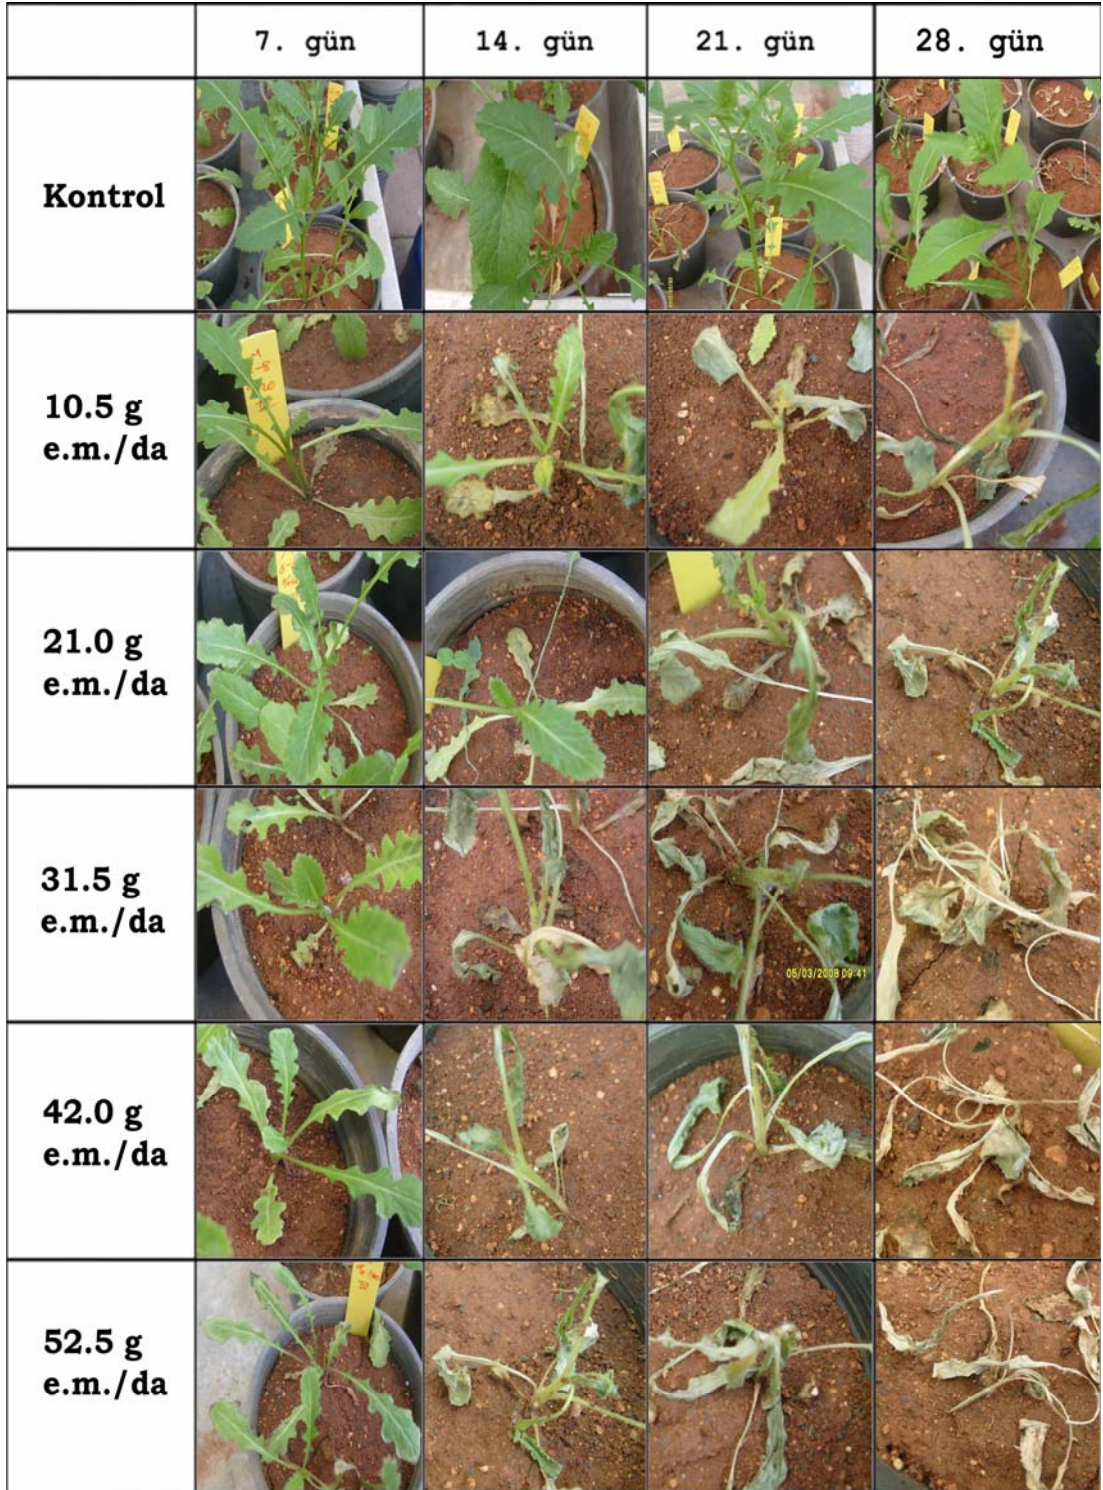 7. gün
14. gün
21. gün
28. gün
Kontrol
10.5 g
e.m./da
21.0 g
e.m./da
31.5 g
e.m./da
05/03/2008 09:41
42.0 g
e.m./da
52.5 g
e.m./da